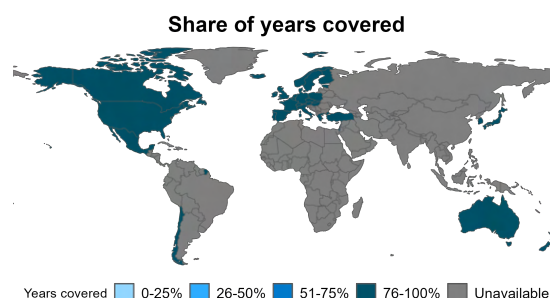 Share of years covered
Years covered 0-25% 26-50% 51-75% 76-100% Unavailable